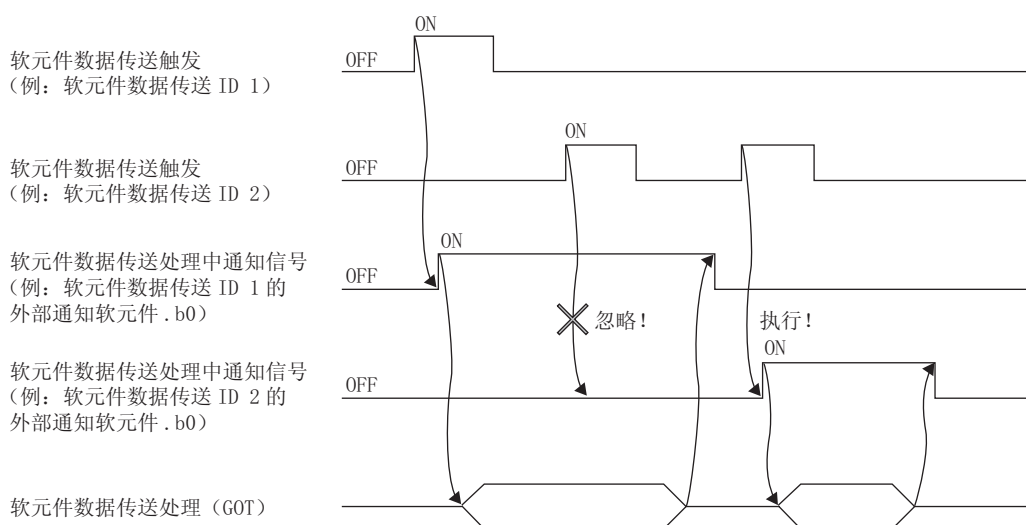 ON
软元件数据传送触发
（例：软元件数据传送 ID 1）
OFF
ON
软元件数据传送触发
（例：软元件数据传送 ID 2）
OFF
ON
软元件数据传送处理中通知信号
（例：软元件数据传送 ID 1 的
外部通知软元件.b0）
OFF
忽略！
执行！
ON
软元件数据传送处理中通知信号
（例：软元件数据传送 ID 2 的
外部通知软元件.b0）
OFF
软元件数据传送处理（GOT）